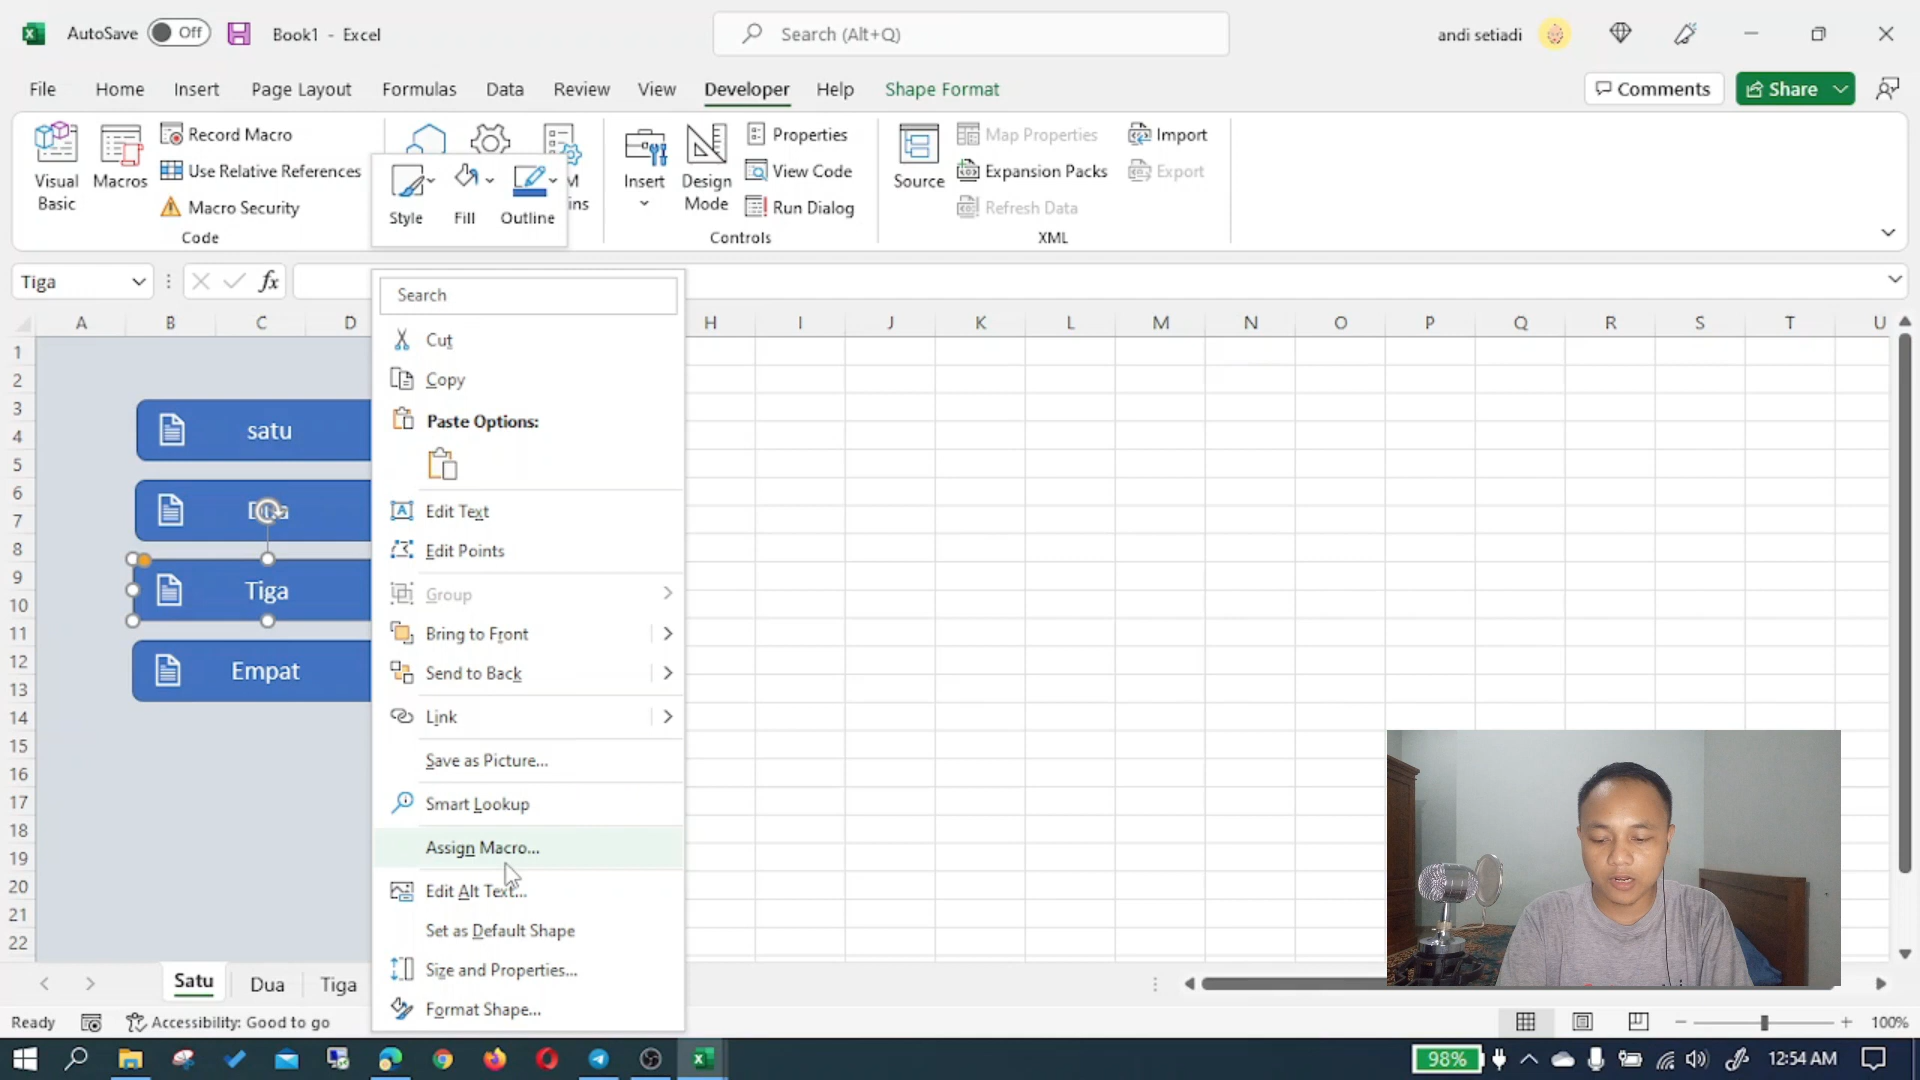 AutoSave Off Book1 - Excel Search (Alt+Q) andi setiadi
File Home Insert Page Layout Formulas Data Review View Developer Help Shape Format Comments Share
Visual Basic
Macros
Record Macro
Use Relative References
Macro Security
Code
Style Fill Outline
Insert
Design Mode
Properties
View Code
Run Dialog
Controls
Source
Map Properties
Expansion Packs
Refresh Data
Import
Export
XML
Tiga fx
A B C D H I J K L M N O P Q R S T U
1
2
3
4
5
6
7
8
9
10
11
12
13
14
15
16
17
18
19
20
21
22
satu
Tiga
Empat
Search
Cut
Copy
Paste Options:
Edit Text
Edit Points
Group
Bring to Front
Send to Back
Link
Save as Picture...
Smart Lookup
Assign Macro...
Edit Alt Text...
Set as Default Shape
Size and Properties...
Format Shape...
Satu Dua Tiga
Ready Accessibility: Good to go 100%
98% 12:54 AM